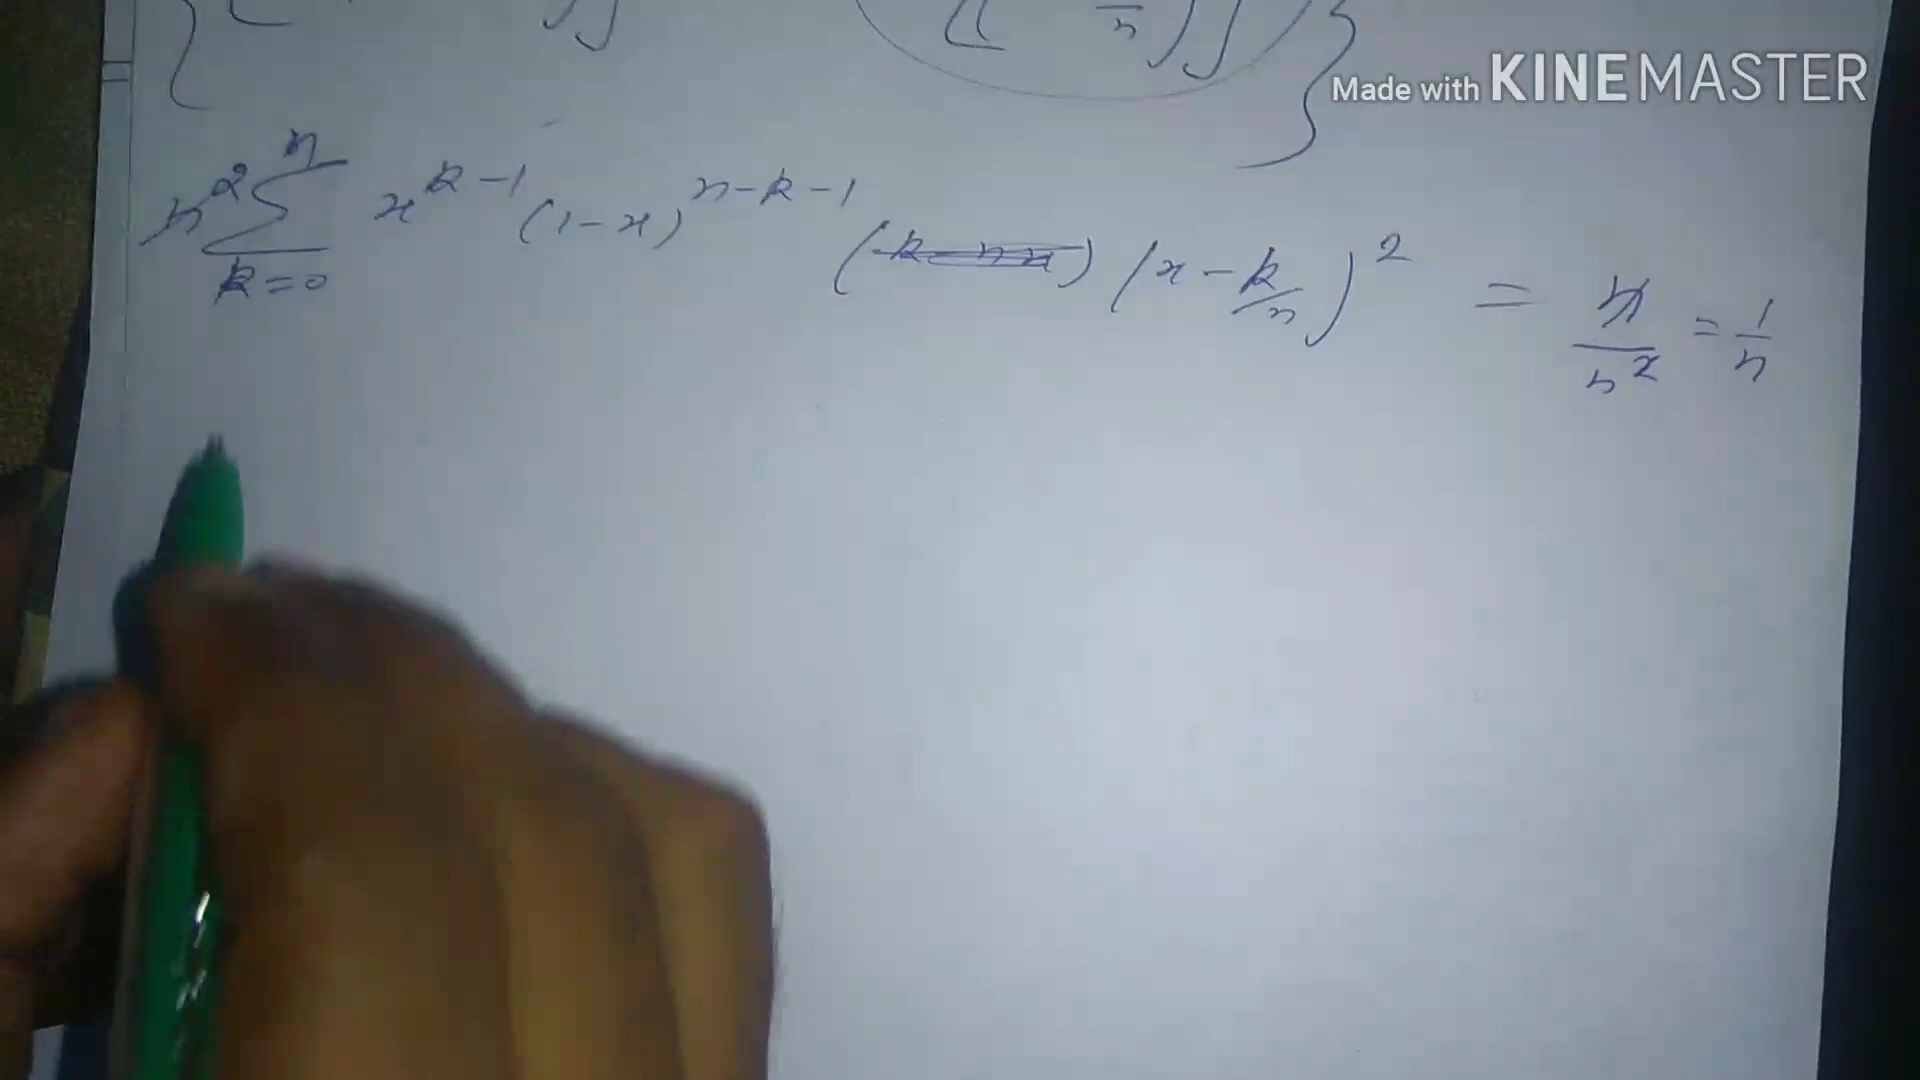 n
Made with KINEMASTER
n² Σ_{k=0}^{n} x^{k-1} (1-x)^{n-k-1} (x - k/n)² = n/n² = 1/n